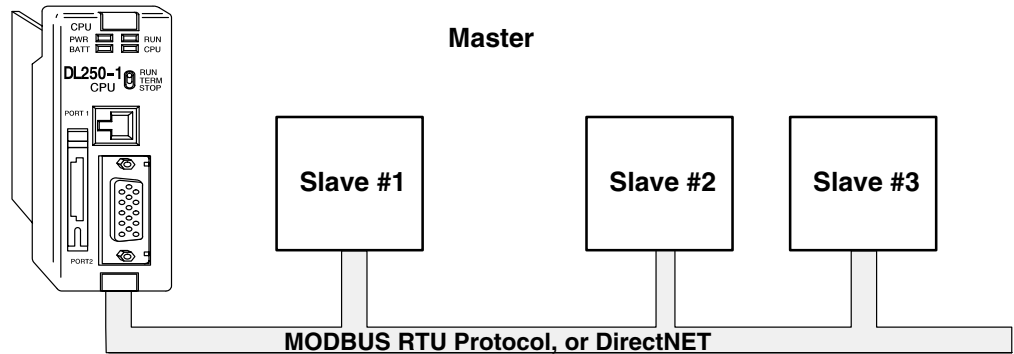 CPU
PWR RUN
BATT CPU
DL250-1 RUN
TERM
CPU STOP
PORT 1
PORT2
Master
Slave #1
Slave #2
Slave #3
MODBUS RTU Protocol, or DirectNET